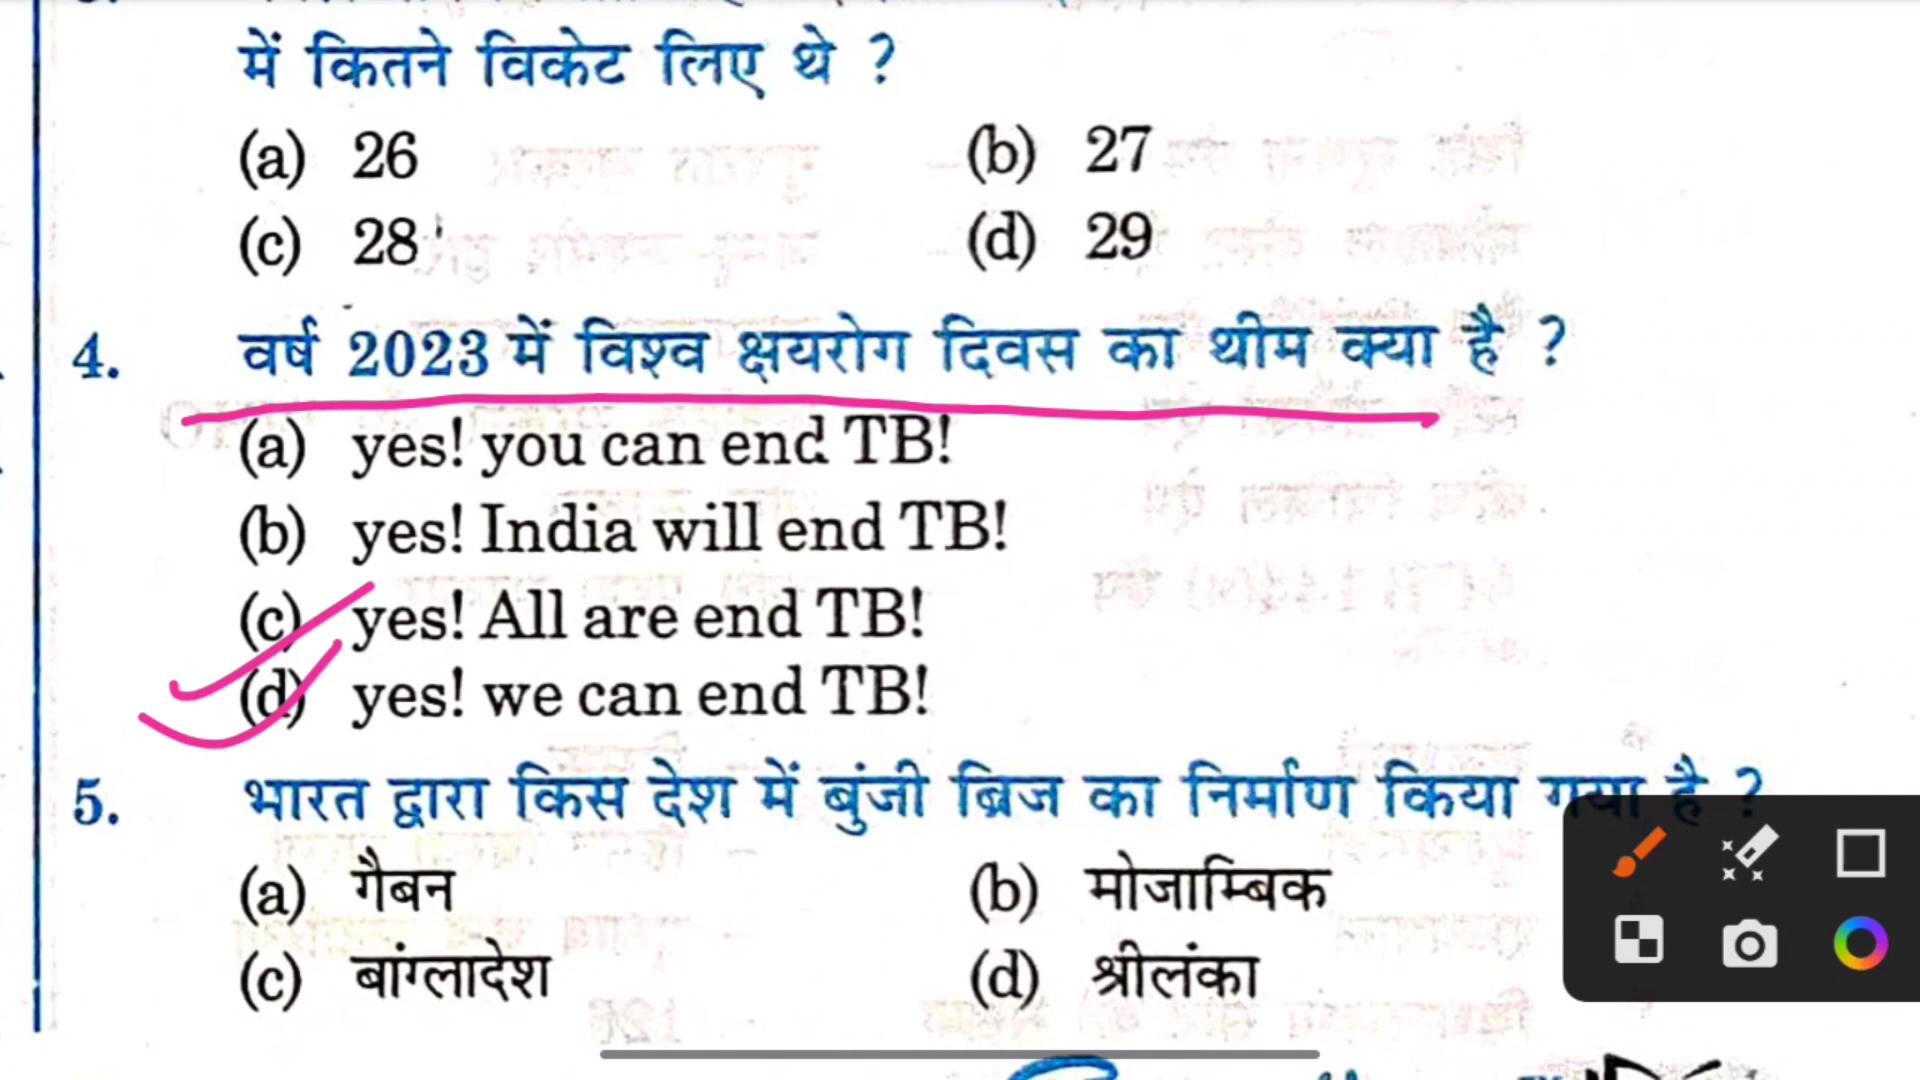 में कितने विकेट लिए थे ?
(a) 26 (b) 27
(c) 28 (d) 29
4. वर्ष 2023 में विश्व क्षयरोग दिवस का थीम क्या है ?
(a) yes! you can end TB!
(b) yes! India will end TB!
(c) yes! All are end TB!
(d) yes! we can end TB!
5. भारत द्वारा किस देश में बुंजी ब्रिज का निर्माण किया गया है ?
(a) गैबन (b) मोजाम्बिक
(c) बांग्लादेश (d) श्रीलंका